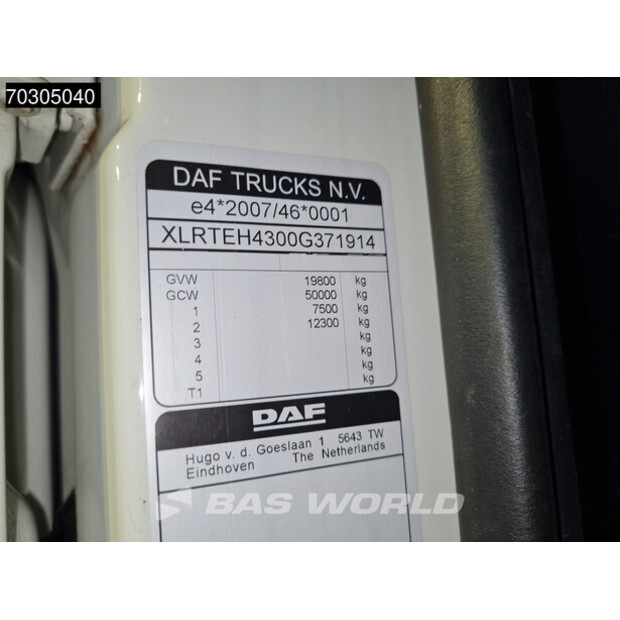 70305040
DAF TRUCKS N.V.
e4*2007/46*0001
XLRTEH4300G371914
GVW 19800 kg
GCW 50000 kg
1 7500 kg
2 12300 kg
3 kg
4 kg
5 kg
T1
DAF
Hugo v. d. Goeslaan 1 5643 TW
Eindhoven The Netherlands
BAS WORLD